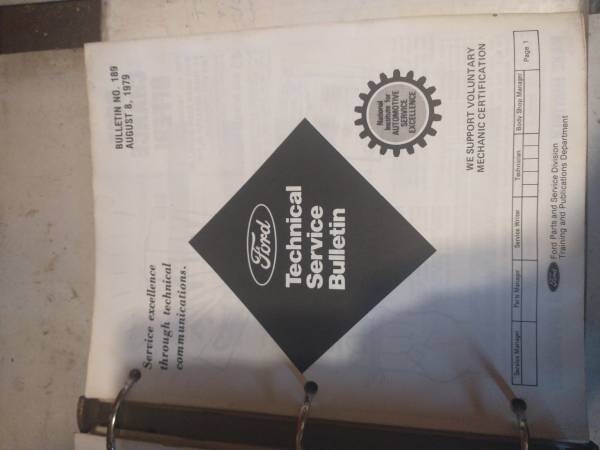 Service excellence
through technical
communications.
BULLETIN NO. 189
AUGUST 8, 1979
Ford
Technical
Service
Bulletin
National
Institute for
AUTOMOTIVE
SERVICE
EXCELLENCE
WE SUPPORT VOLUNTARY
MECHANIC CERTIFICATION
Service Manager
Parts Manager
Service Writer
Technician
Body Shop Manager
Page 1
Ford
Ford Parts and Service Division
Training and Publications Department